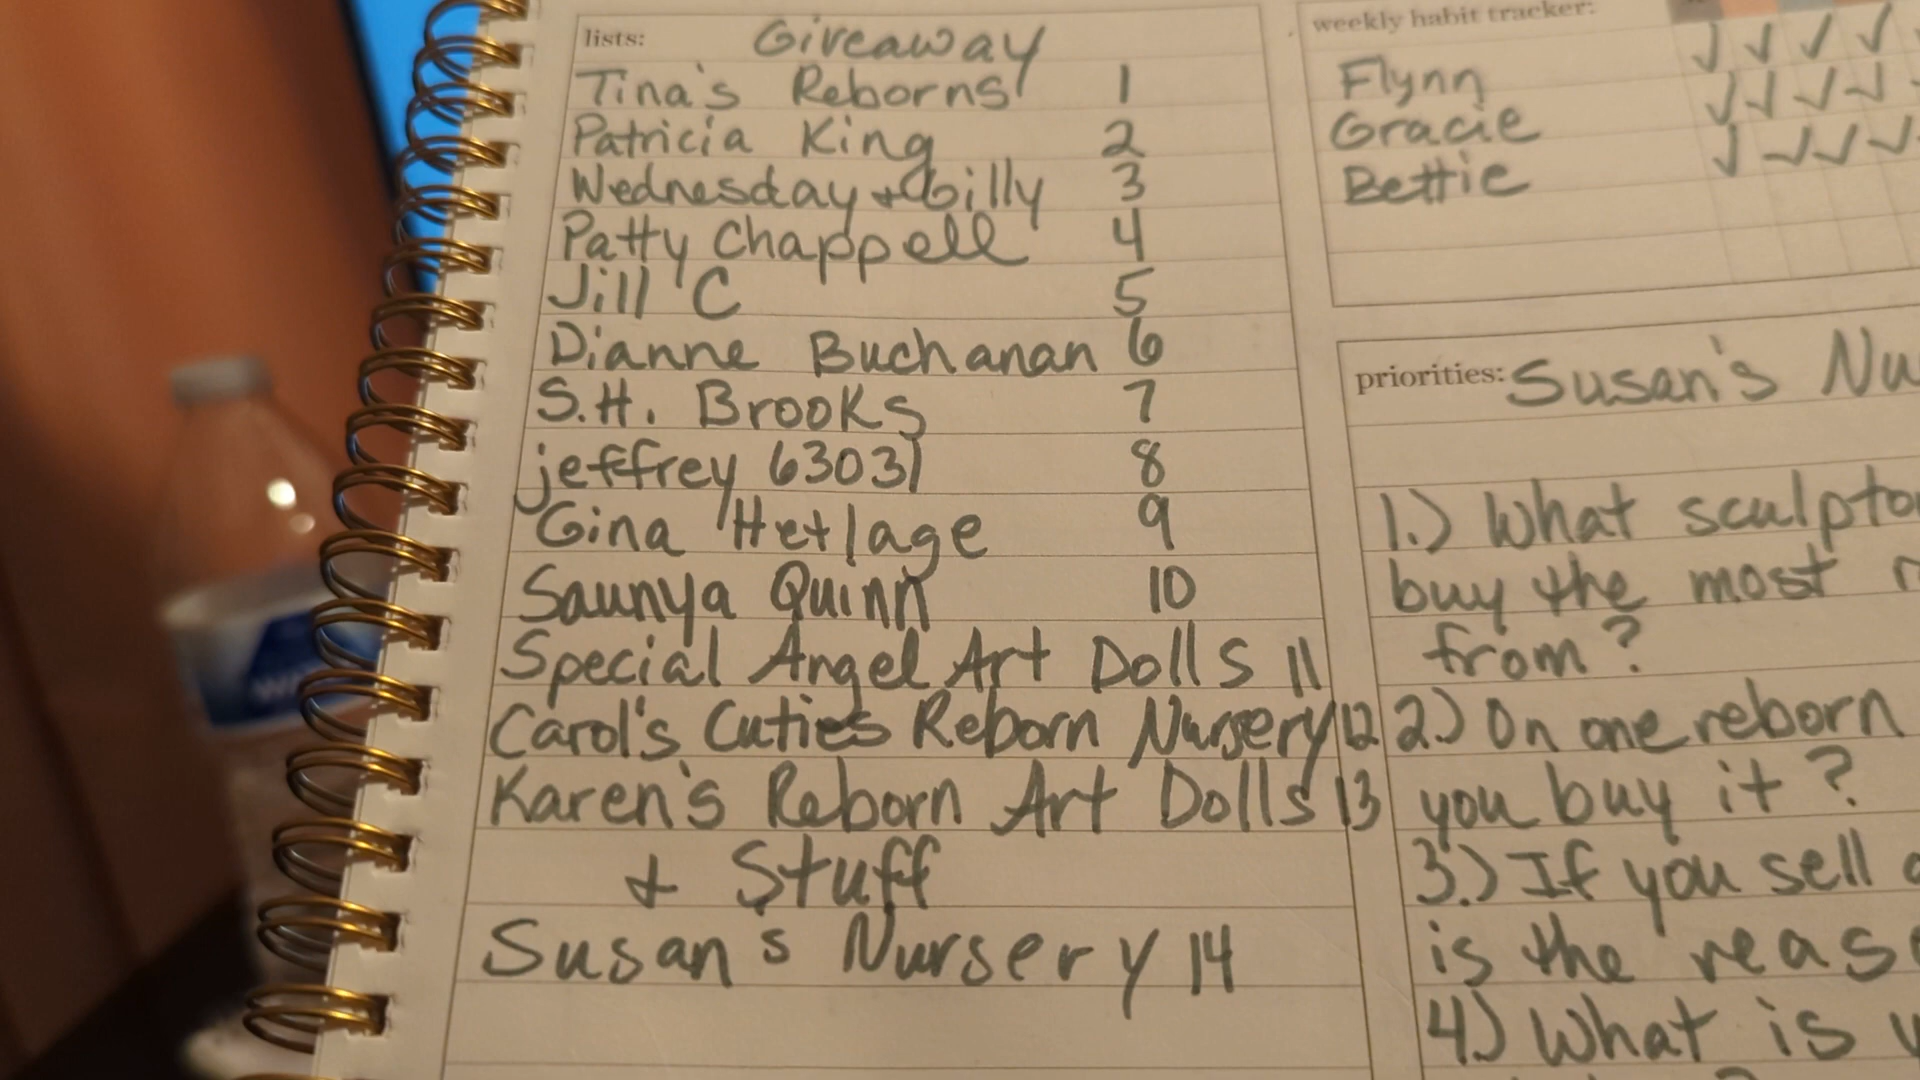 lists: Giveaway
Tina's Reborns 1
Patricia King 2
Wednesday + Gilly 3
Patty Chappell 4
Jill C 5
Dianne Buchanan 6
S.H. Brooks 7
jeffrey 63031 8
Gina Hetlage 9
Saunya Quinn 10
Special Angel Art Dolls 11
Carol's Cuties Reborn Nursery 12
Karen's Reborn Art Dolls 13
+ Stuff
Susan's Nursery 14
weekly habit tracker:
Flynn ✓ ✓ ✓ ✓
Gracie ✓ ✓ ✓ ✓
Bettie ✓ ✓ ✓ ✓
priorities: Susan's Nu
1.) What sculpto
buy the most
from?
2.) On one reborn
you buy it?
3.) If you sell
is the reas
4.) What is